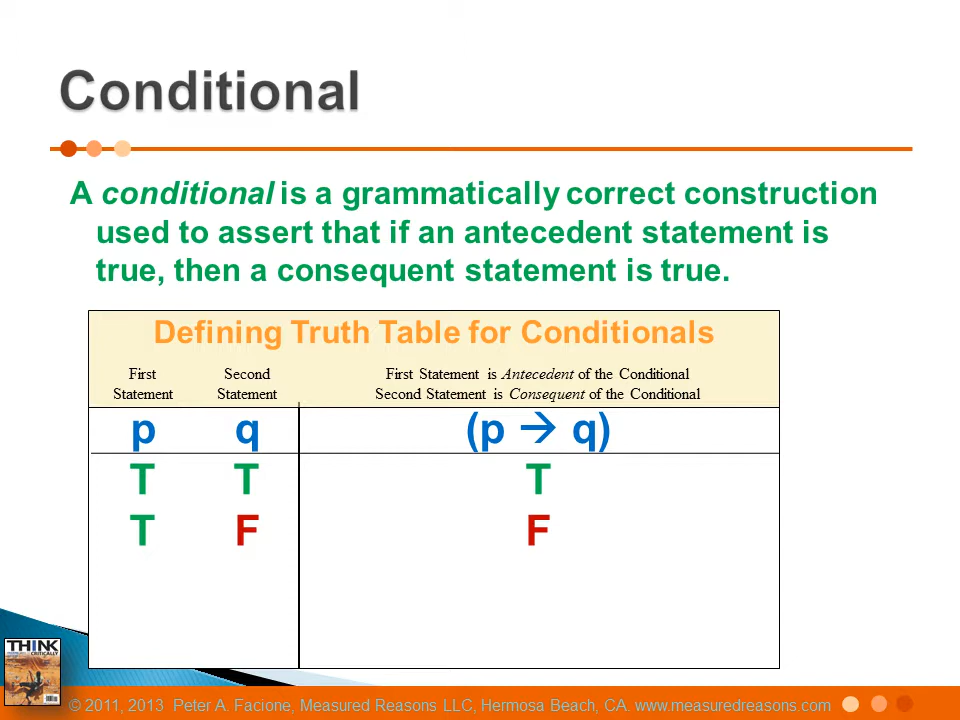 Conditional
A conditional is a grammatically correct construction
used to assert that if an antecedent statement is
true, then a consequent statement is true.
Defining Truth Table for Conditionals
First Second First Statement is Antecedent of the Conditional
Statement Statement Second Statement is Consequent of the Conditional
p q (p → q)
T T T
T F F
THINK
CRITICALLY
© 2011, 2013 Peter A. Facione, Measured Reasons LLC, Hermosa Beach, CA. www.measuredreasons.com